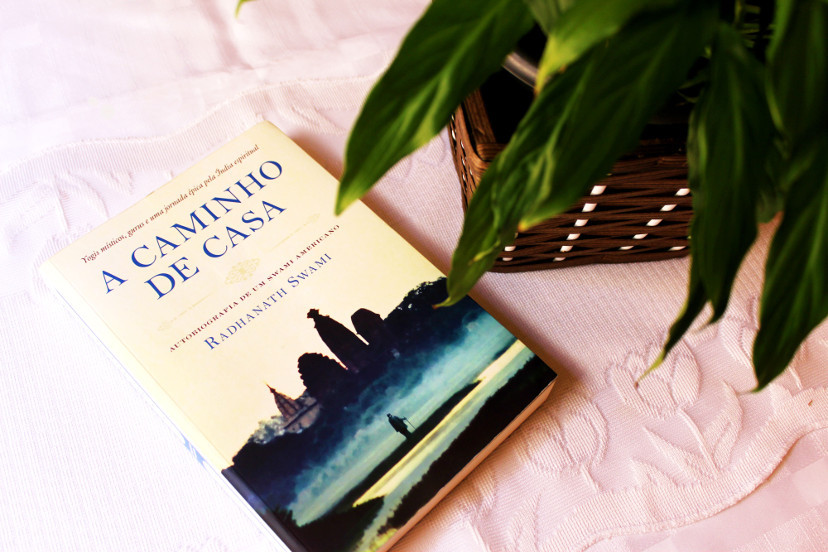 Yogis místicos, gurus e uma jornada épica pela Índia espiritual
A CAMINHO
DE CASA
AUTOBIOGRAFIA DE UM SWAMI AMERICANO
RADHANATH SWAMI